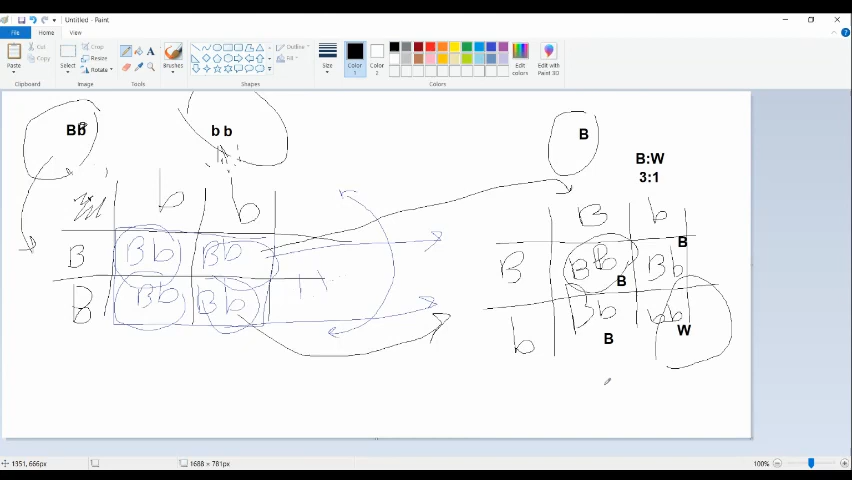 Untitled - Paint
File
Home
View
Paste
Cut
Copy
Clipboard
Select
Crop
Resize
Rotate
Image
Tools
Brushes
Shapes
Outline
Fill
Size
Color 1
Color 2
Colors
Edit colors
Edit with Paint 3D
b b
B
B:W
3:1
b
b
B
Bb
Bb
B
Bb
Bb
B
b
B
B
Bb
B
b
Bb
B
bb
W
1351, 666px
1688 × 781px
100%